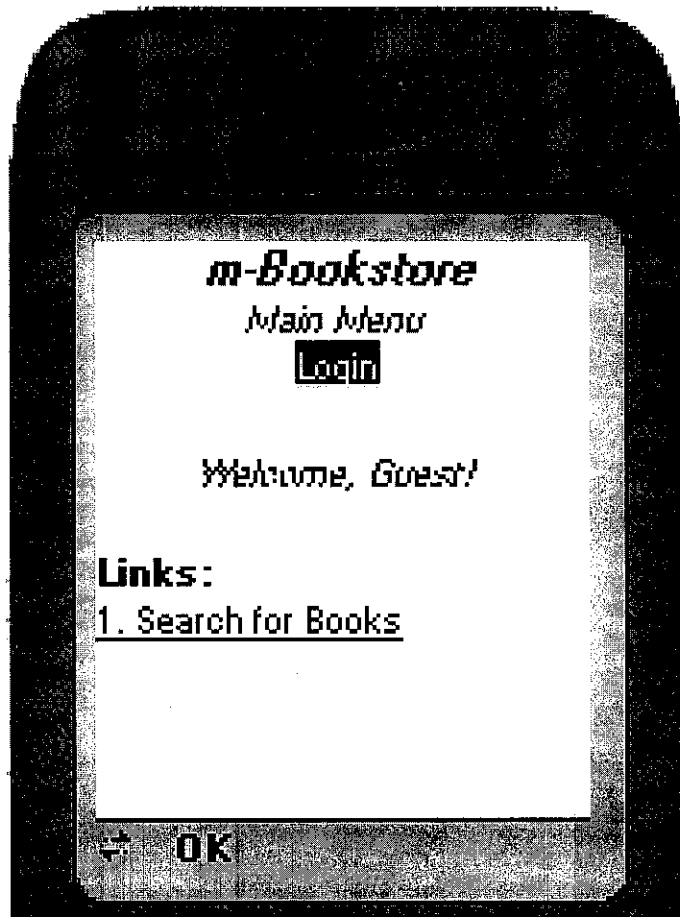 m-Bookstore
Main Menu
Login
Welcome, Guest!
Links:
1. Search for Books
OK